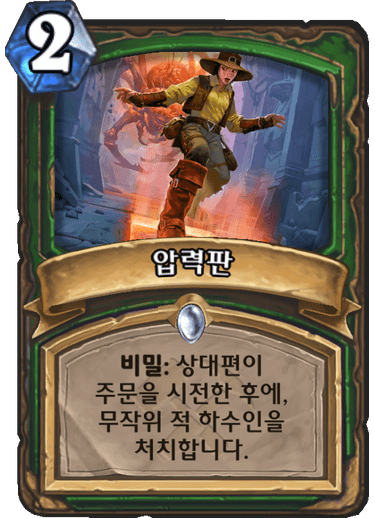 2
압력판
비밀: 상대편이
주문을 시전한 후에,
무작위 적 하수인을
처치합니다.